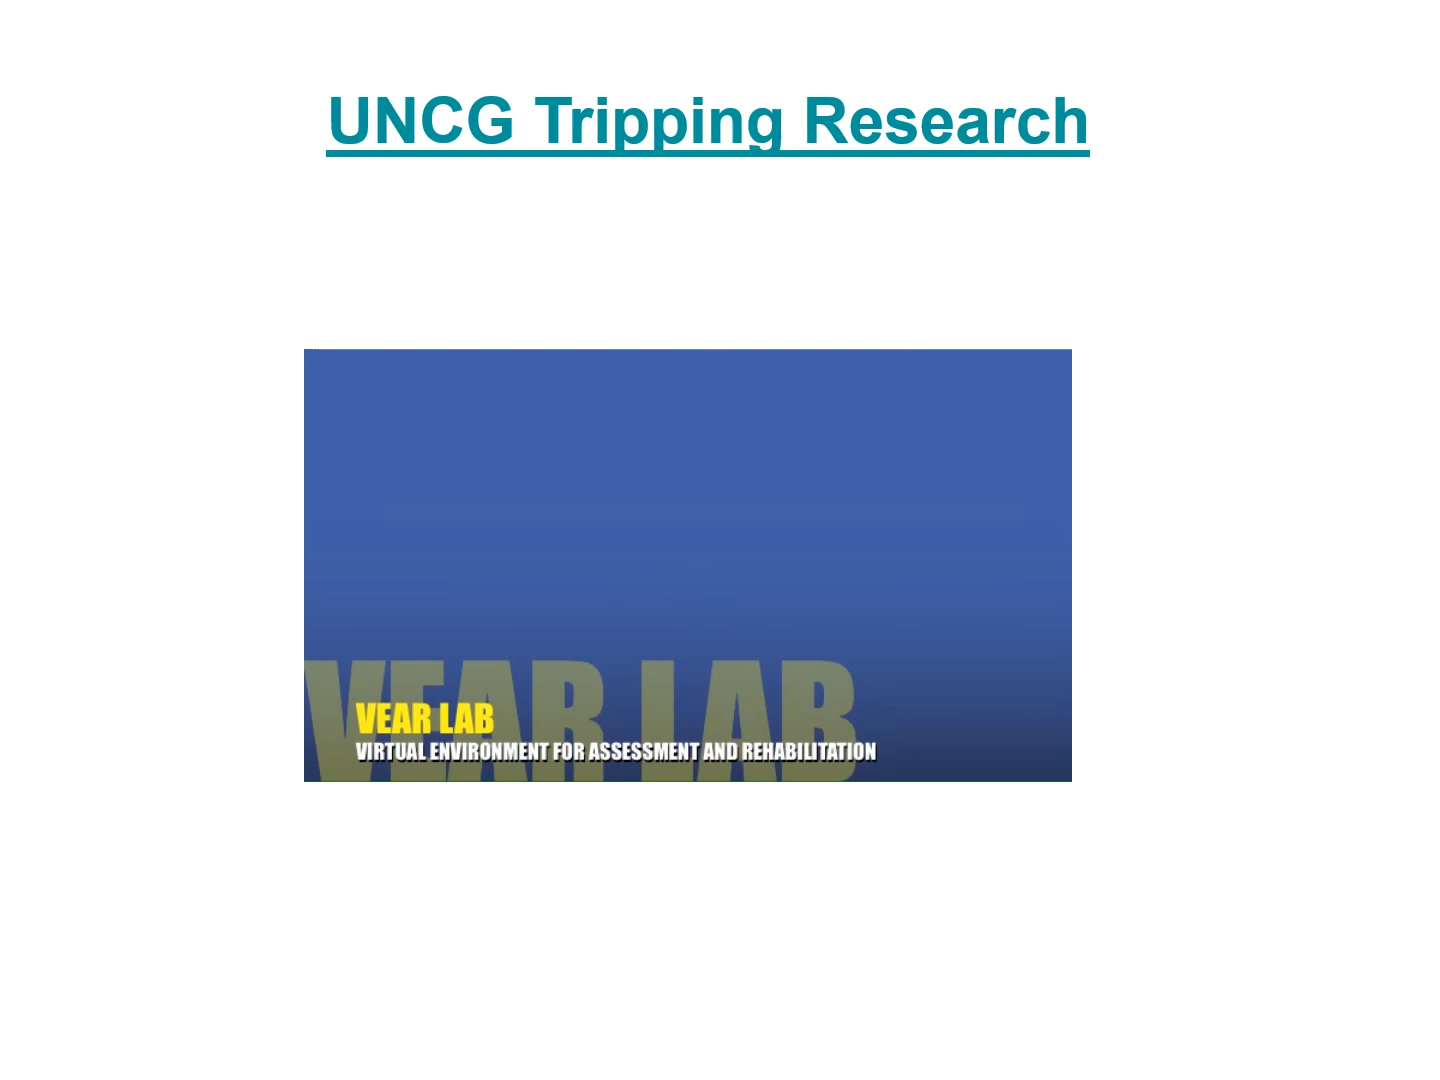 UNCG Tripping Research
VEAR LAB
VEAR LAB
VIRTUAL ENVIRONMENT FOR ASSESSMENT AND REHABILITATION